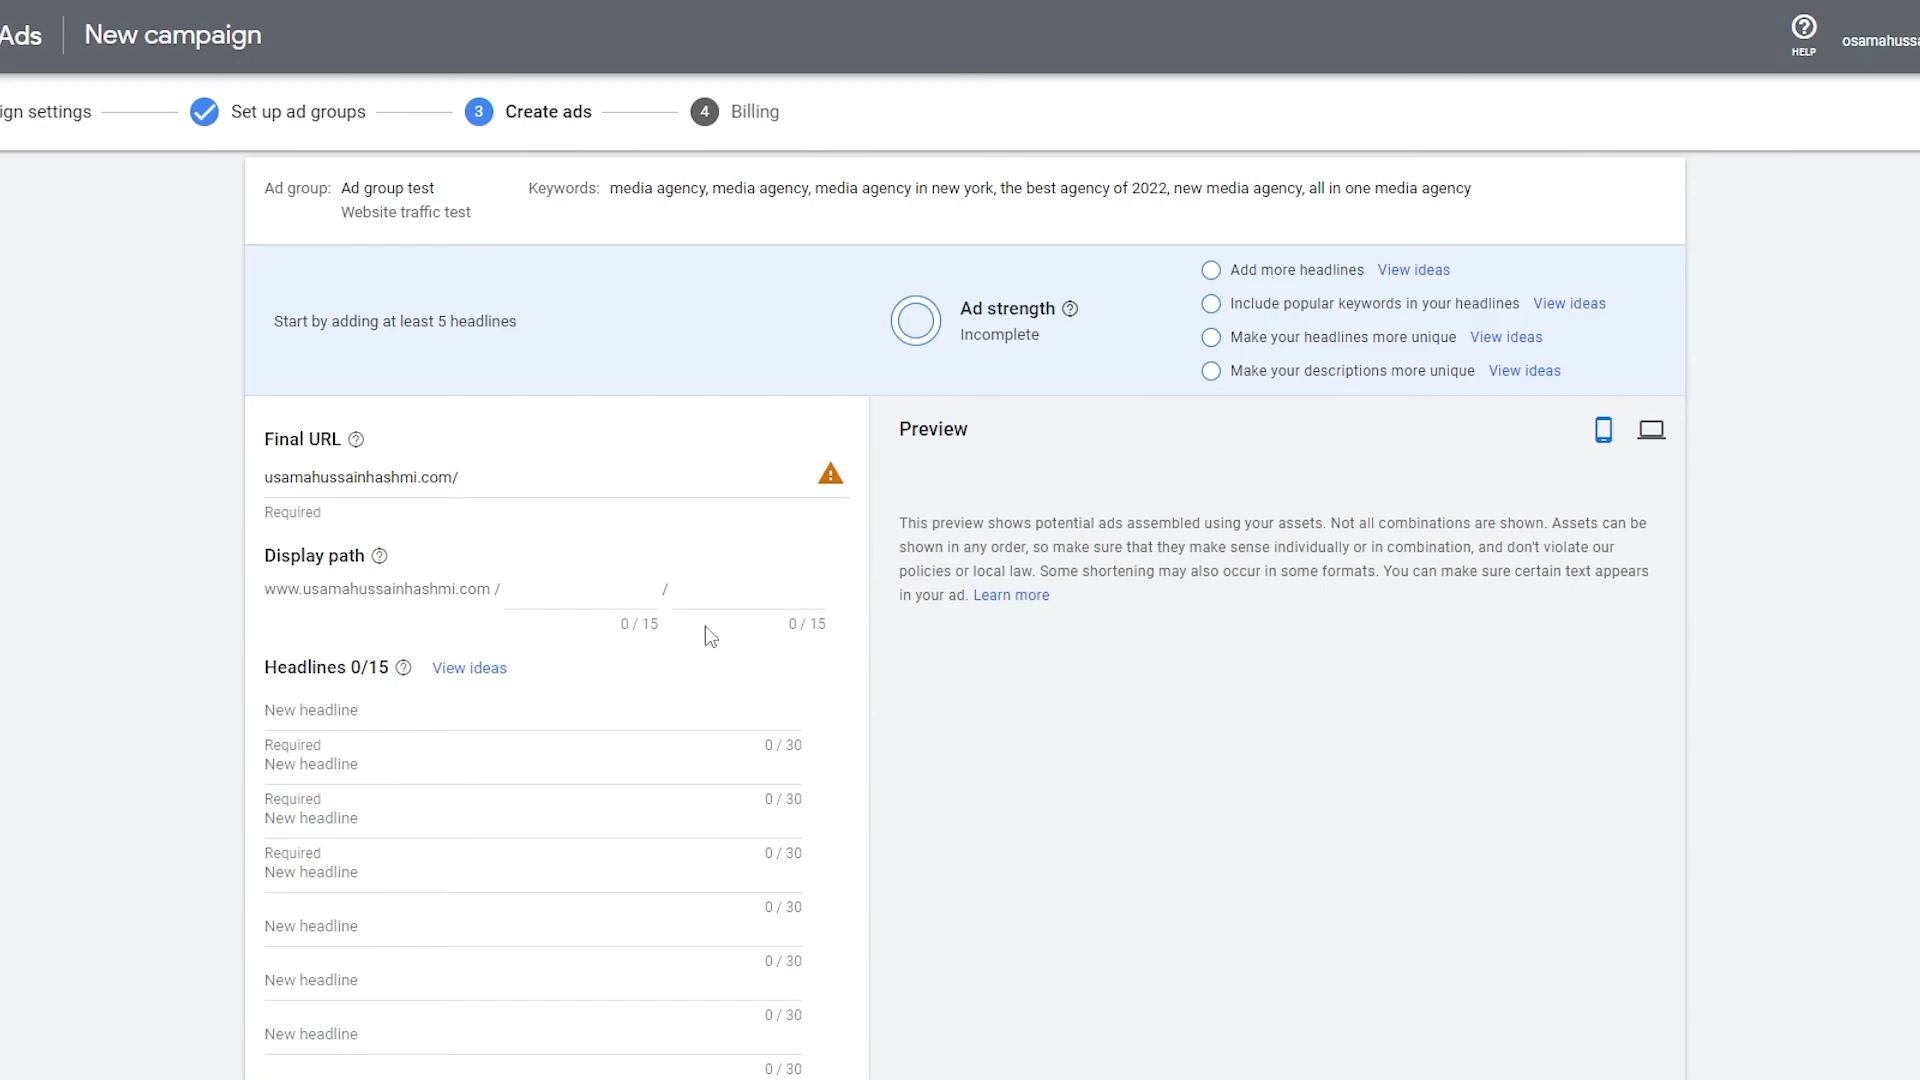 Ads New campaign
HELP
osamahussa
ign settings Set up ad groups 3 Create ads 4 Billing
Ad group: Ad group test
Website traffic test
Keywords: media agency, media agency, media agency in new york, the best agency of 2022, new media agency, all in one media agency
Start by adding at least 5 headlines
Ad strength ?
Incomplete
Add more headlines View ideas
Include popular keywords in your headlines View ideas
Make your headlines more unique View ideas
Make your descriptions more unique View ideas
Final URL ?
usamahussainhashmi.com/
Required
Display path ?
www.usamahussainhashmi.com / /
0 / 15 0 / 15
Headlines 0/15 ? View ideas
New headline
Required 0 / 30
New headline
Required 0 / 30
New headline
Required 0 / 30
New headline
0 / 30
New headline
0 / 30
New headline
0 / 30
New headline
0 / 30
Preview
This preview shows potential ads assembled using your assets. Not all combinations are shown. Assets can be
shown in any order, so make sure that they make sense individually or in combination, and don't violate our
policies or local law. Some shortening may also occur in some formats. You can make sure certain text appears
in your ad. Learn more